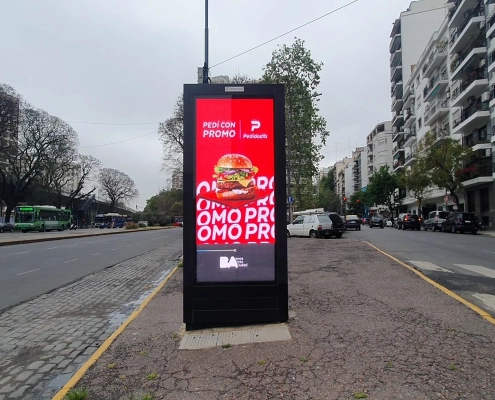 PEDÍ CON
PROMO
PedidosYa
OMO PRO
OMO PRO
OMO PRO
BA